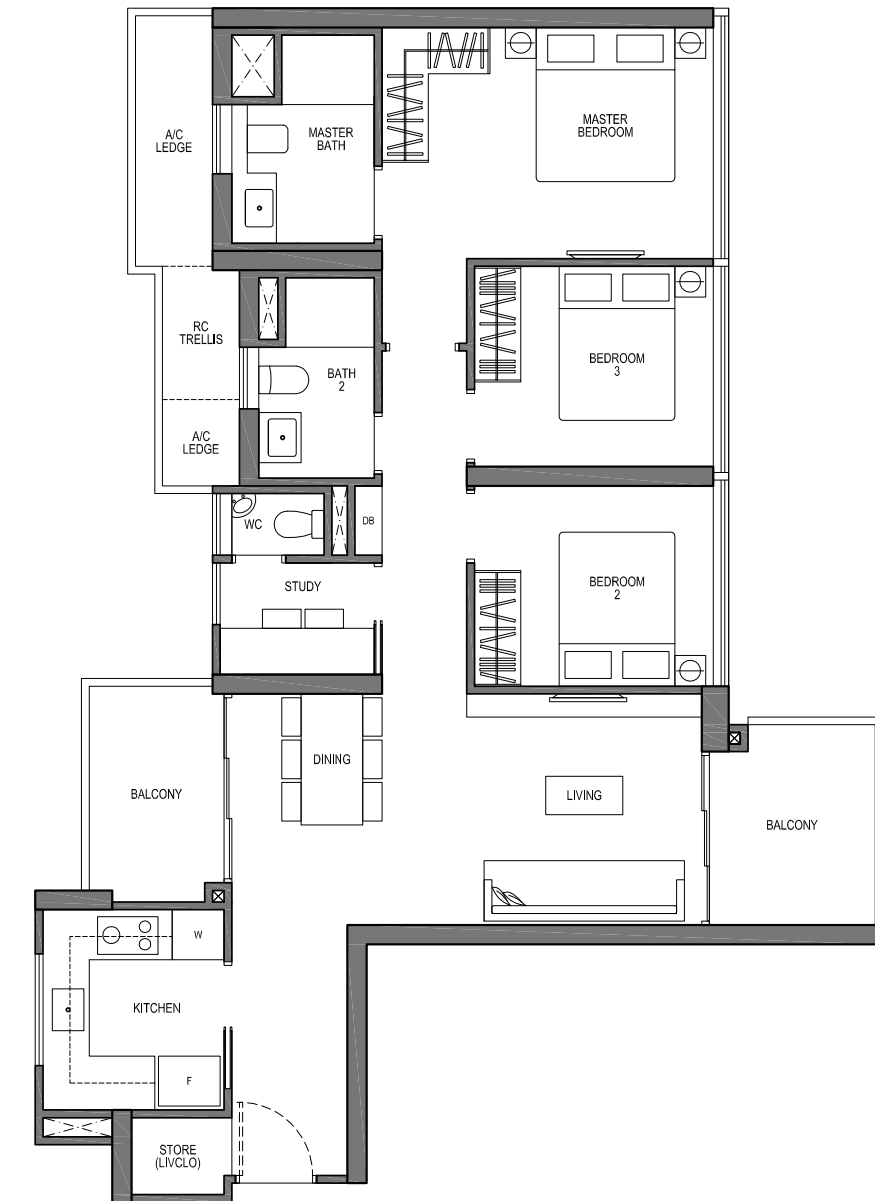 A/C
LEDGE
MASTER
BATH
MASTER
BEDROOM
RC
TRELLIS
BATH
2
BEDROOM
3
A/C
LEDGE
WC
DB
STUDY
BEDROOM
2
DINING
BALCONY
LIVING
BALCONY
W
KITCHEN
F
STORE
(LIVCLO)